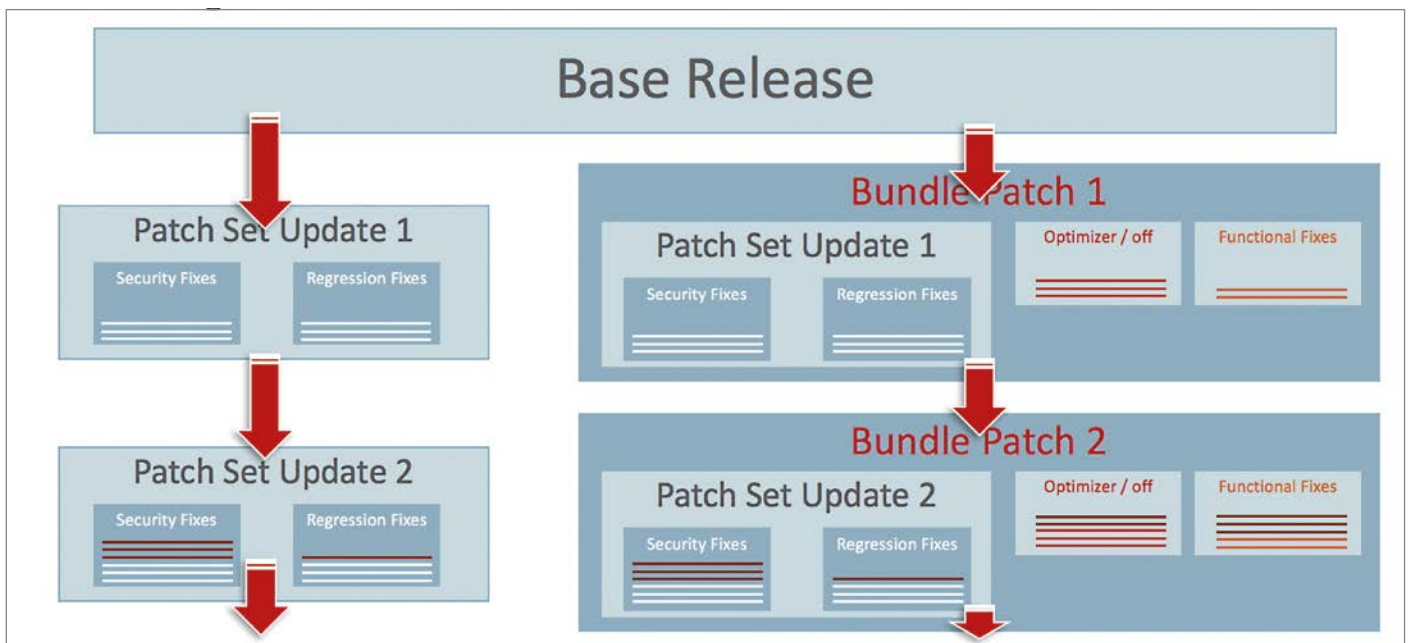 Base Release
Patch Set Update 1
Security Fixes
Regression Fixes
Patch Set Update 2
Security Fixes
Regression Fixes
Bundle Patch 1
Patch Set Update 1
Security Fixes
Regression Fixes
Optimizer / off
Functional Fixes
Bundle Patch 2
Patch Set Update 2
Security Fixes
Regression Fixes
Optimizer / off
Functional Fixes